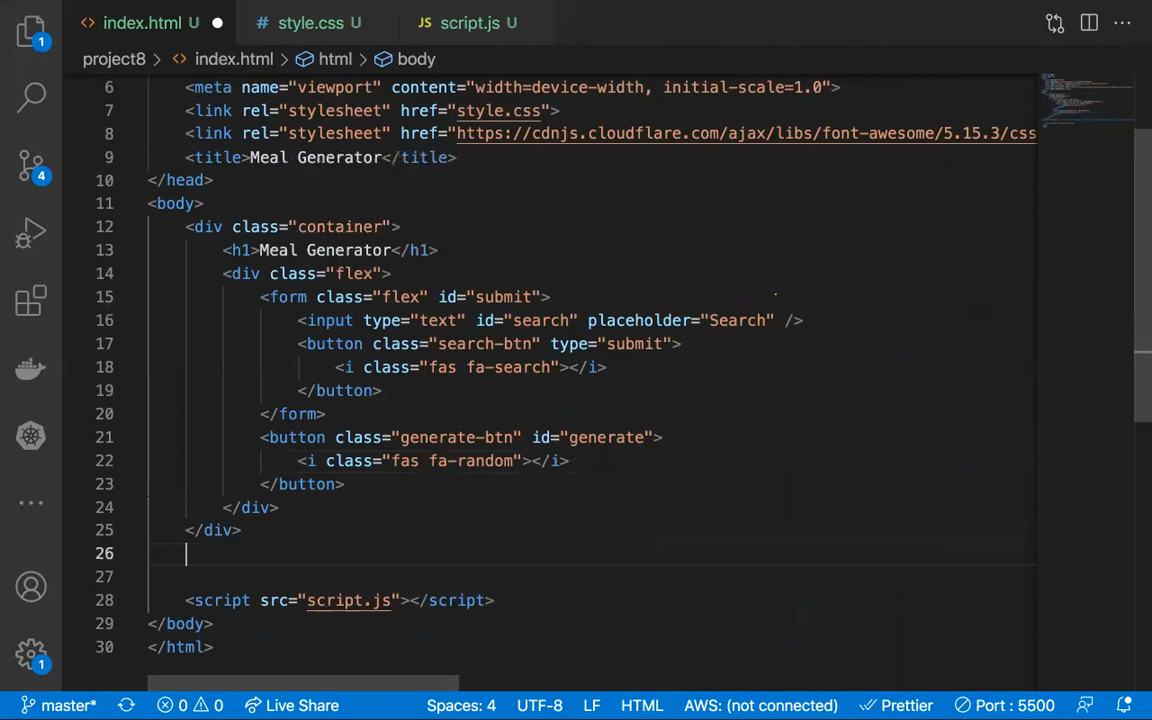 index.html U
# style.css U
JS script.js U
project8 > <> index.html > html > body
6 <meta name="viewport" content="width=device-width, initial-scale=1.0">
7 <link rel="stylesheet" href="style.css">
8 <link rel="stylesheet" href="https://cdnjs.cloudflare.com/ajax/libs/font-awesome/5.15.3/css
9 <title>Meal Generator</title>
10 </head>
11 <body>
12 <div class="container">
13 <h1>Meal Generator</h1>
14 <div class="flex">
15 <form class="flex" id="submit">
16 <input type="text" id="search" placeholder="Search" />
17 <button class="search-btn" type="submit">
18 <i class="fas fa-search"></i>
19 </button>
20 </form>
21 <button class="generate-btn" id="generate">
22 <i class="fas fa-random"></i>
23 </button>
24 </div>
25 </div>
26
27
28 <script src="script.js"></script>
29 </body>
30 </html>
1
4
1
master* 0 0 Live Share Spaces: 4 UTF-8 LF HTML AWS: (not connected) Prettier Port : 5500